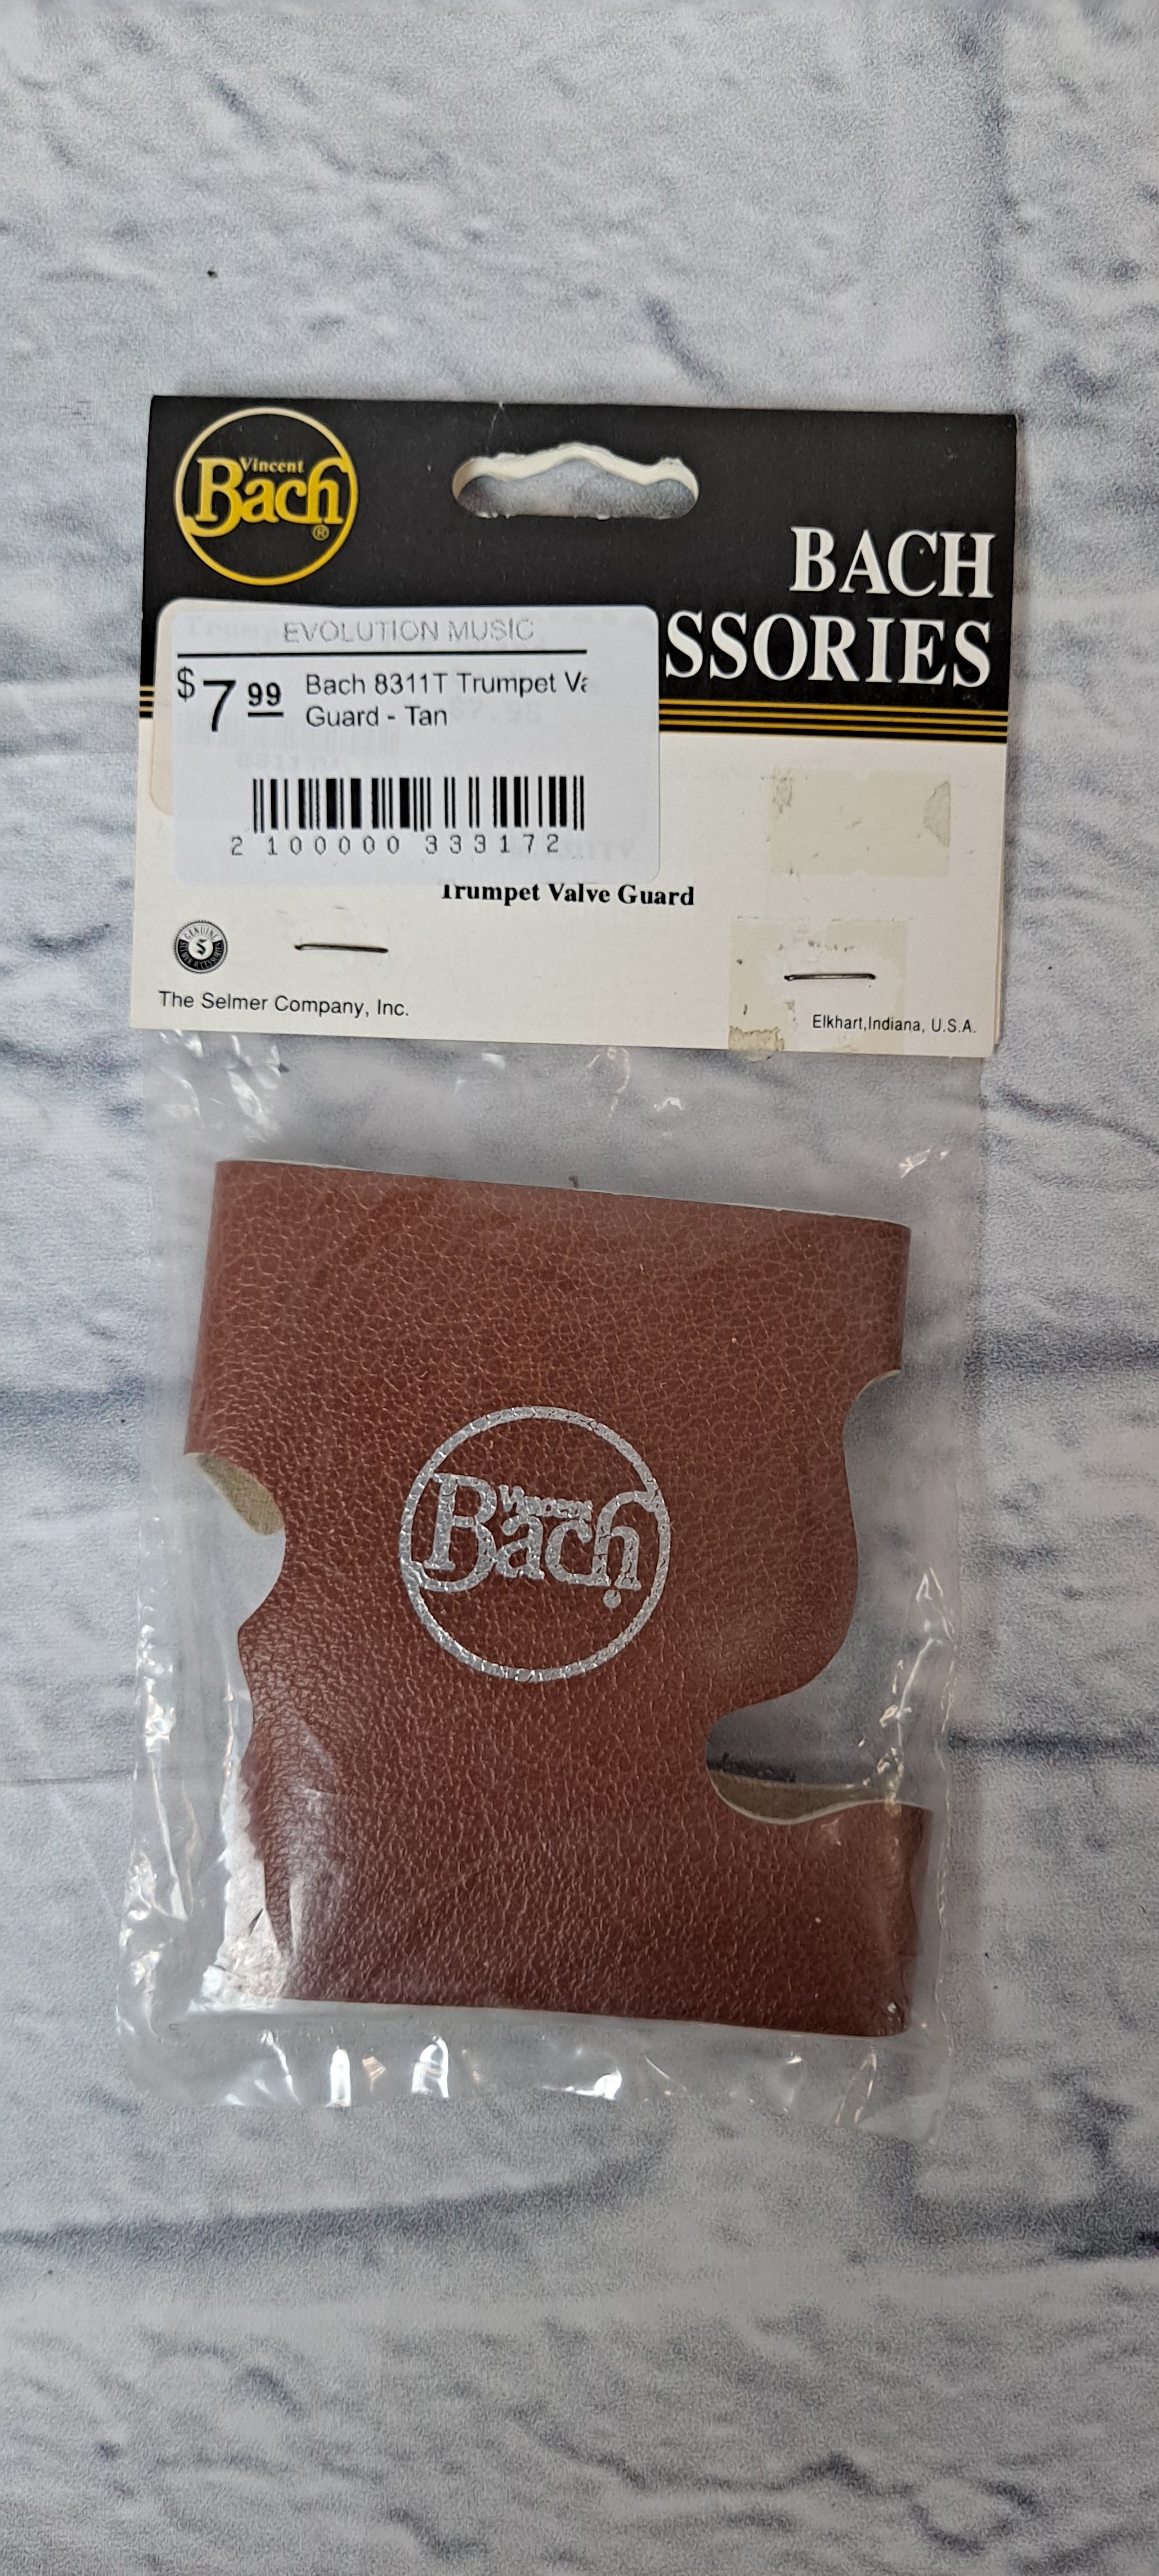 Vincent
Bach
®
BACH
SSORIES
EVOLUTION MUSIC
$7.99 Bach 8311T Trumpet Va
Guard - Tan
2 100000 333172
Trumpet Valve Guard
GENUINE
S
The Selmer Company, Inc.
Elkhart,Indiana, U.S.A.
Vincent
Bach